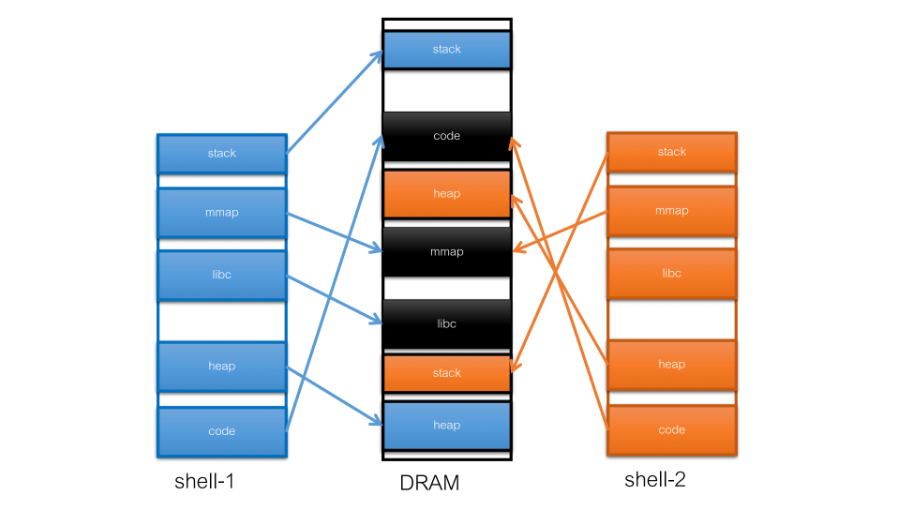 stack
mmap
libc
heap
code
shell-1
stack
code
heap
mmap
libc
stack
heap
DRAM
stack
mmap
libc
heap
code
shell-2